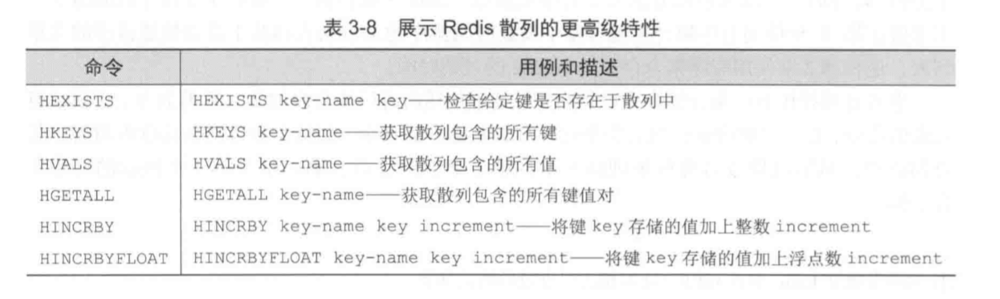 表 3-8 展示 Redis 散列的更高级特性
命令 用例和描述
HEXISTS HEXISTS key-name key——检查给定键是否存在于散列中
HKEYS HKEYS key-name——获取散列包含的所有键
HVALS HVALS key-name——获取散列包含的所有值
HGETALL HGETALL key-name——获取散列包含的所有键值对
HINCRBY HINCRBY key-name key increment——将键 key 存储的值加上整数 increment
HINCRBYFLOAT HINCRBYFLOAT key-name key increment——将键 key 存储的值加上浮点数 increment